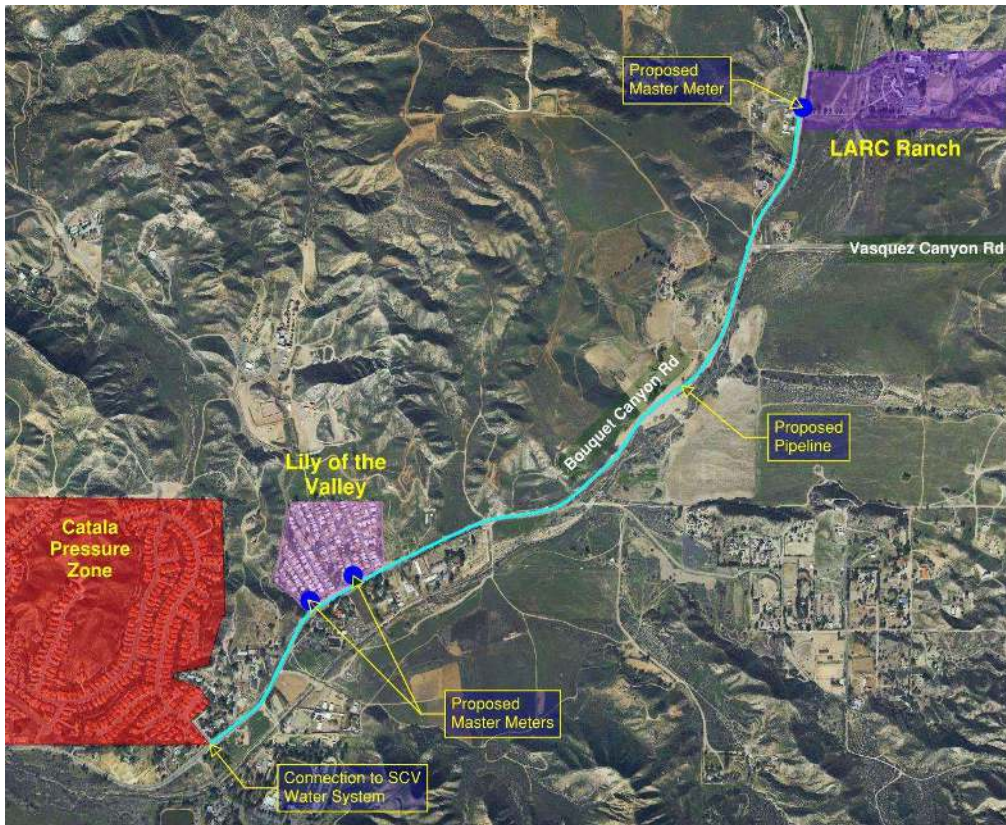 Proposed
Master Meter
LARC Ranch
Vasquez Canyon Rd
Bouquet Canyon Rd
Proposed
Pipeline
Lily of the
Valley
Catala
Pressure
Zone
Proposed
Master Meters
Connection to SCV
Water System